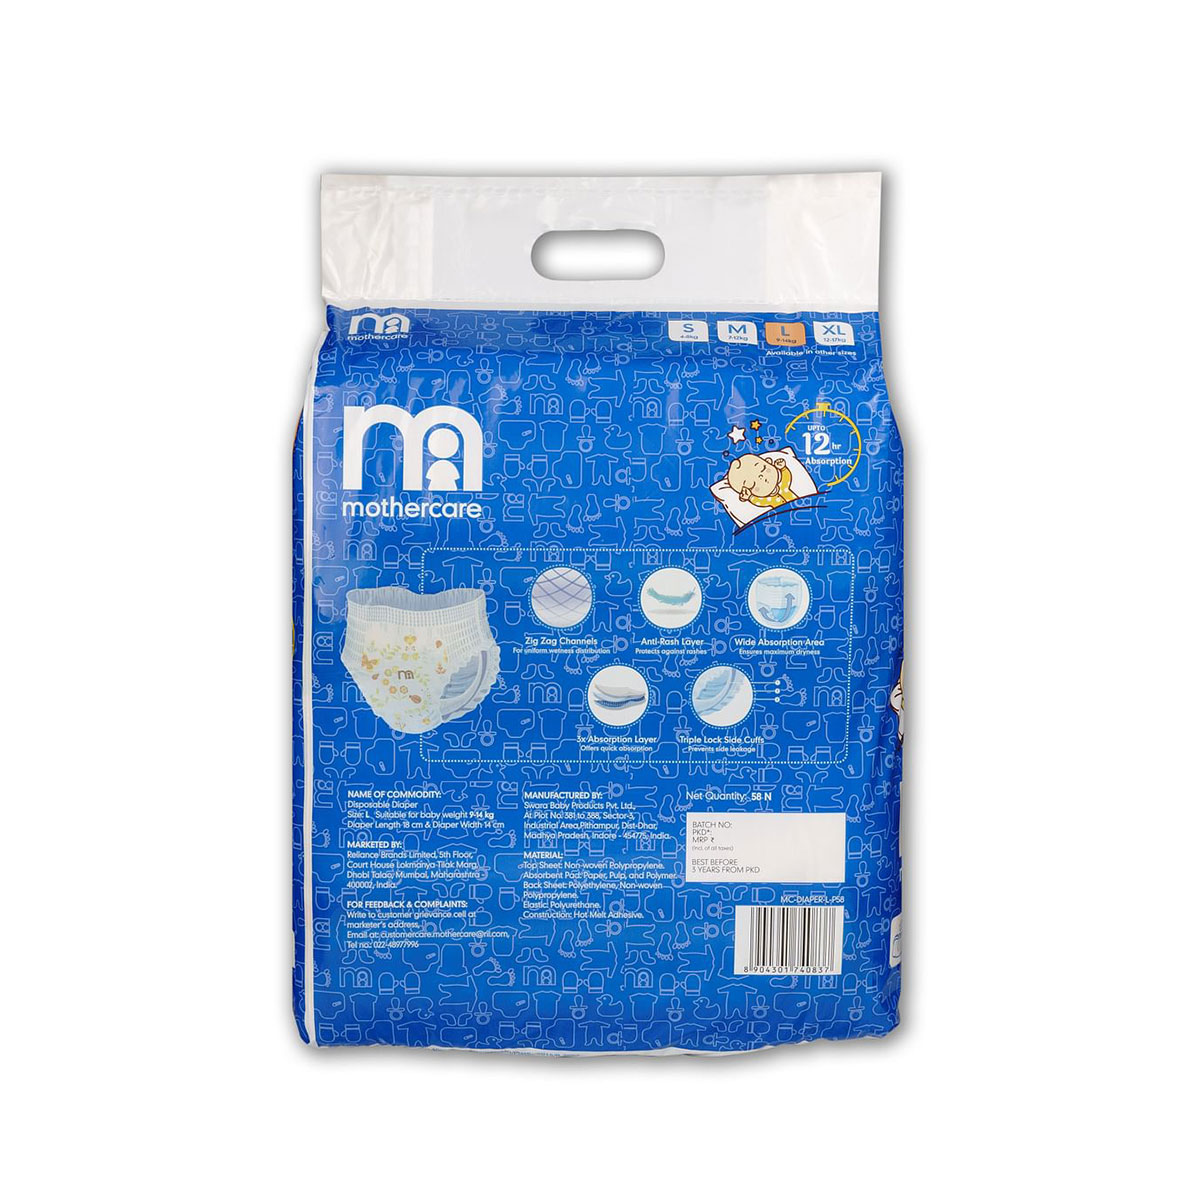 mothercare
S M L XL
4-8kg 7-12kg 9-14kg 12-17kg
Available in other sizes
mothercare
UPTO
12 hr
Absorption
Zig Zag Channels
For uniform wetness distribution
Anti-Rash Layer
Protects against rashes
Wide Absorption Area
Ensures maximum dryness
3x Absorption Layer
Offers quick absorption
Triple Lock Side Cuffs
Prevents side leakage
NAME OF COMMODITY:
Disposable Diaper
Size: L Suitable for baby weight 9-14 kg
Diaper Length 18 cm & Diaper Width 14 cm
MARKETED BY:
Reliance Brands Limited, 5th Floor,
Court House Lokmanya Tilak Marg,
Dhobi Talao, Mumbai, Maharashtra -
400002, India.
FOR FEEDBACK & COMPLAINTS:
Write to customer grievance cell at
marketer's address,
Email at: customercare.mothercare@ril.com,
Tel no.: 022-48977996
MANUFACTURED BY:
Swara Baby Products Pvt. Ltd.,
At Plot No. 381 to 388, Sector-3,
Industrial Area, Pithampur, Dist-Dhar,
Madhya Pradesh, Indore - 454775, India.
MATERIAL:
Top Sheet: Non-woven Polypropylene.
Absorbent Pad: Paper, Pulp, and Polymer.
Back Sheet: Polyethylene, Non-woven
Polypropylene.
Elastic: Polyurethane.
Construction: Hot Melt Adhesive.
Net Quantity: 58 N
BATCH NO:
PKD*:
MRP ₹
(incl. of all taxes)
BEST BEFORE
3 YEARS FROM PKD
MC-DIAPER-L-P58
8 904301 740837